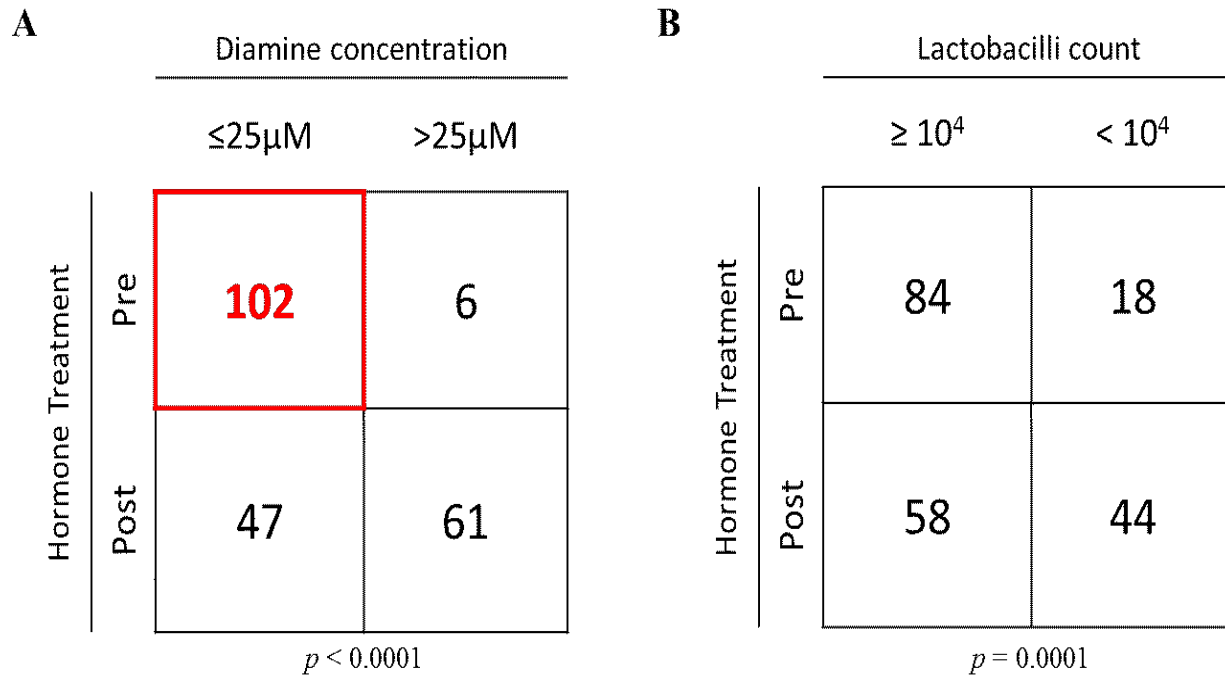 A
Diamine concentration
≤25μM >25μM
Hormone Treatment
Pre
102 6
Post
47 61
p < 0.0001
B
Lactobacilli count
≥ 10⁴ < 10⁴
Hormone Treatment
Pre
84 18
Post
58 44
p = 0.0001